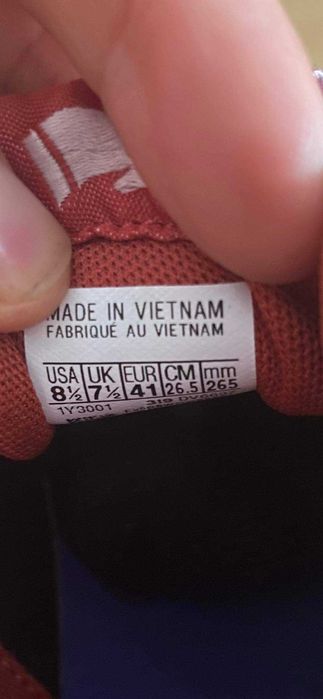 MADE IN VIETNAM
FABRIQUÉ AU VIETNAM
USA UK EUR CM mm
8½ 7½ 41 26.5 265
1Y3001 319